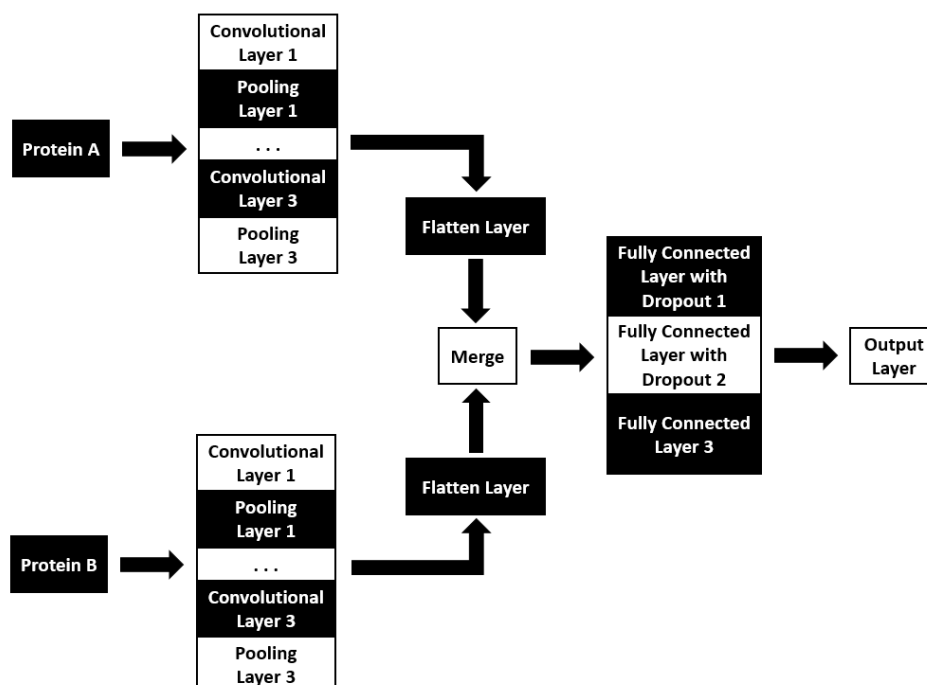 Protein A
Convolutional
Layer 1
Pooling
Layer 1
. . .
Convolutional
Layer 3
Pooling
Layer 3
Flatten Layer
Merge
Fully Connected
Layer with
Dropout 1
Fully Connected
Layer with
Dropout 2
Fully Connected
Layer 3
Output
Layer
Protein B
Convolutional
Layer 1
Pooling
Layer 1
. . .
Convolutional
Layer 3
Pooling
Layer 3
Flatten Layer